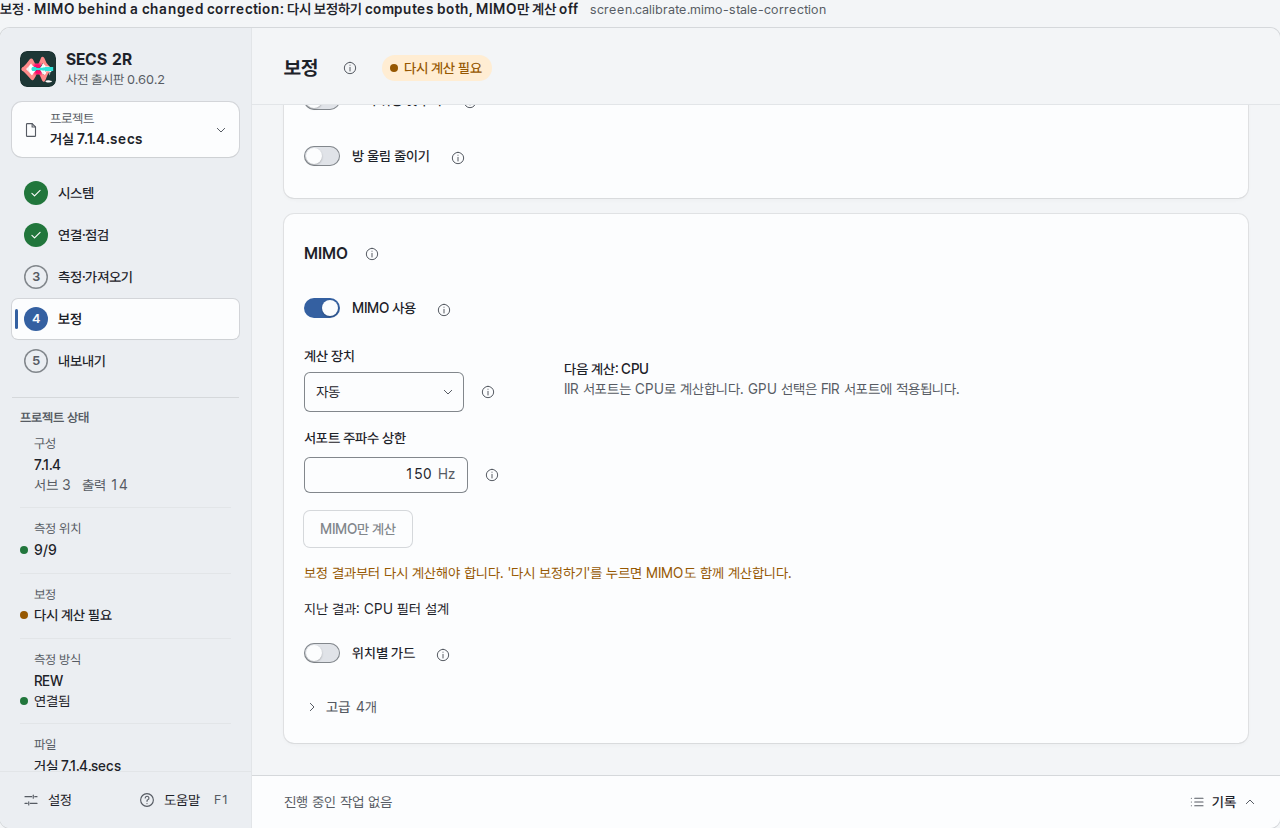 보정 · MIMO behind a changed correction: 다시 보정하기 computes both, MIMO만 계산 off screen.calibrate.mimo-stale-correction
SECS 2R
사전 출시판 0.60.2
프로젝트
거실 7.1.4.secs
시스템
연결·점검
3 측정·가져오기
4 보정
5 내보내기
프로젝트 상태
구성
7.1.4
서브 3 출력 14
측정 위치
9/9
보정
다시 계산 필요
측정 방식
REW
연결됨
파일
거실 7.1.4.secs
설정
도움말 F1
보정
다시 계산 필요
방 울림 줄이기
MIMO
MIMO 사용
계산 장치
자동
다음 계산: CPU
IIR 서포트는 CPU로 계산합니다. GPU 선택은 FIR 서포트에 적용됩니다.
서포트 주파수 상한
150 Hz
MIMO만 계산
보정 결과부터 다시 계산해야 합니다. '다시 보정하기'를 누르면 MIMO도 함께 계산합니다.
지난 결과: CPU 필터 설계
위치별 가드
고급 4개
진행 중인 작업 없음
기록